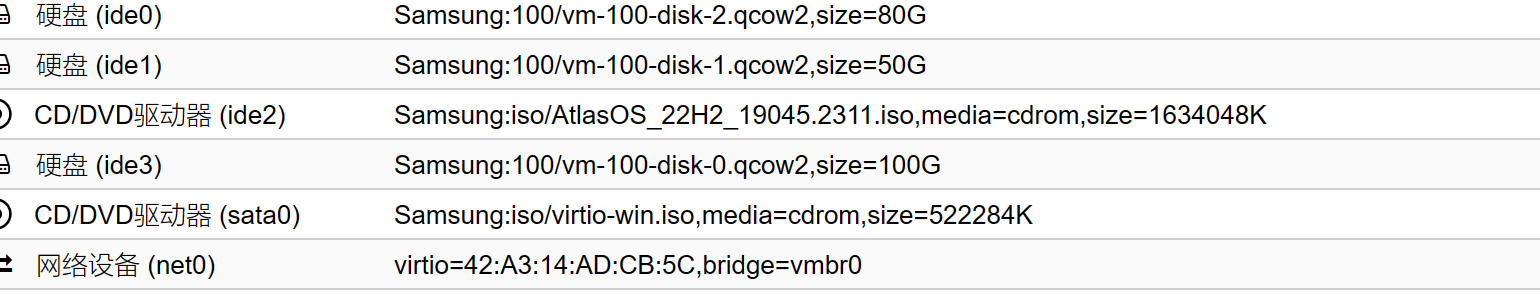 硬盘 (ide0) Samsung:100/vm-100-disk-2.qcow2,size=80G
硬盘 (ide1) Samsung:100/vm-100-disk-1.qcow2,size=50G
CD/DVD驱动器 (ide2) Samsung:iso/AtlasOS_22H2_19045.2311.iso,media=cdrom,size=1634048K
硬盘 (ide3) Samsung:100/vm-100-disk-0.qcow2,size=100G
CD/DVD驱动器 (sata0) Samsung:iso/virtio-win.iso,media=cdrom,size=522284K
网络设备 (net0) virtio=42:A3:14:AD:CB:5C,bridge=vmbr0